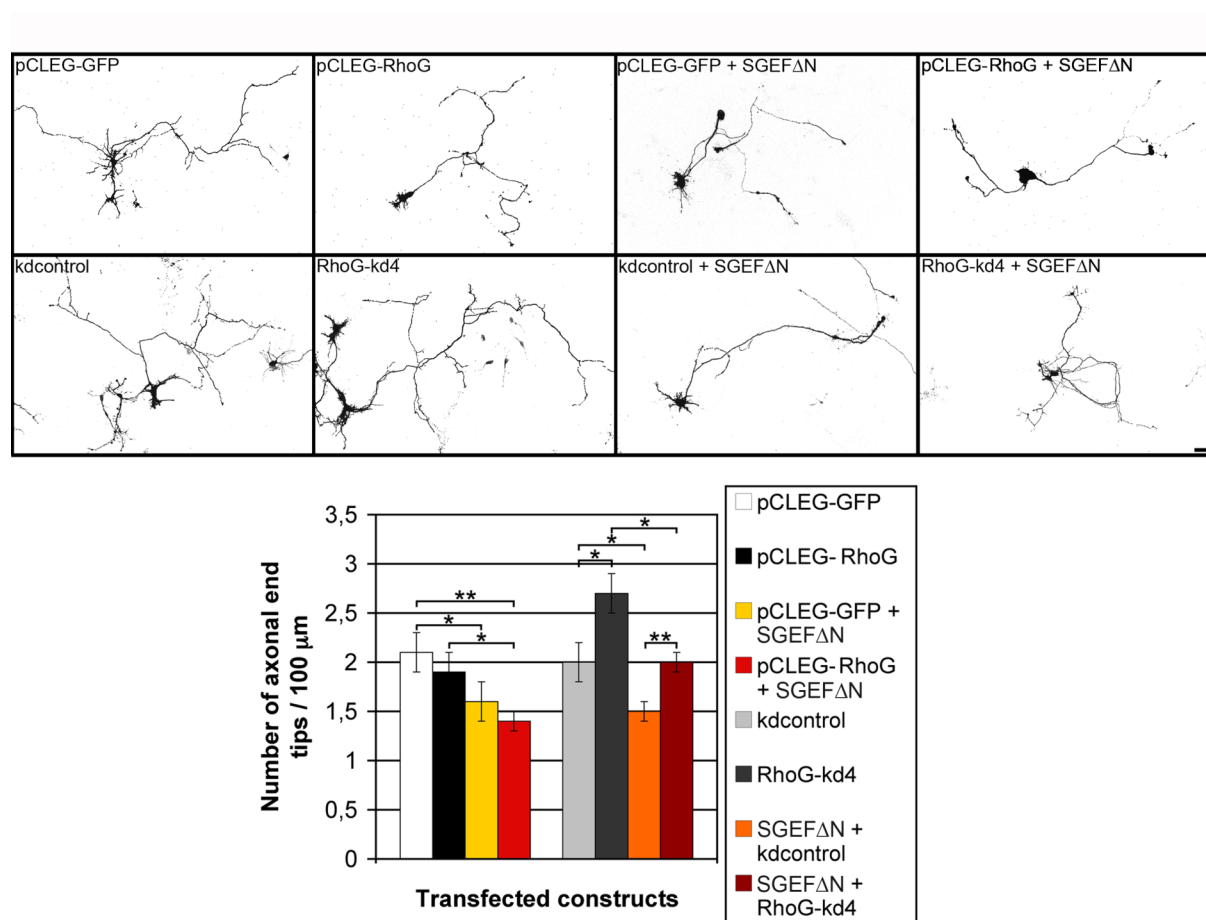 pCLEG-GFP
pCLEG-RhoG
pCLEG-GFP + SGEFΔN
pCLEG-RhoG + SGEFΔN
kdcontrol
RhoG-kd4
kdcontrol + SGEFΔN
RhoG-kd4 + SGEFΔN
Number of axonal end
tips / 100 µm
3,5
3
2,5
2
1,5
1
0,5
0
**
*
*
*
*
*
**
Transfected constructs
pCLEG-GFP
pCLEG- RhoG
pCLEG-GFP +
SGEFΔN
pCLEG-RhoG
+ SGEFΔN
kdcontrol
RhoG-kd4
SGEFΔN +
kdcontrol
SGEFΔN +
RhoG-kd4